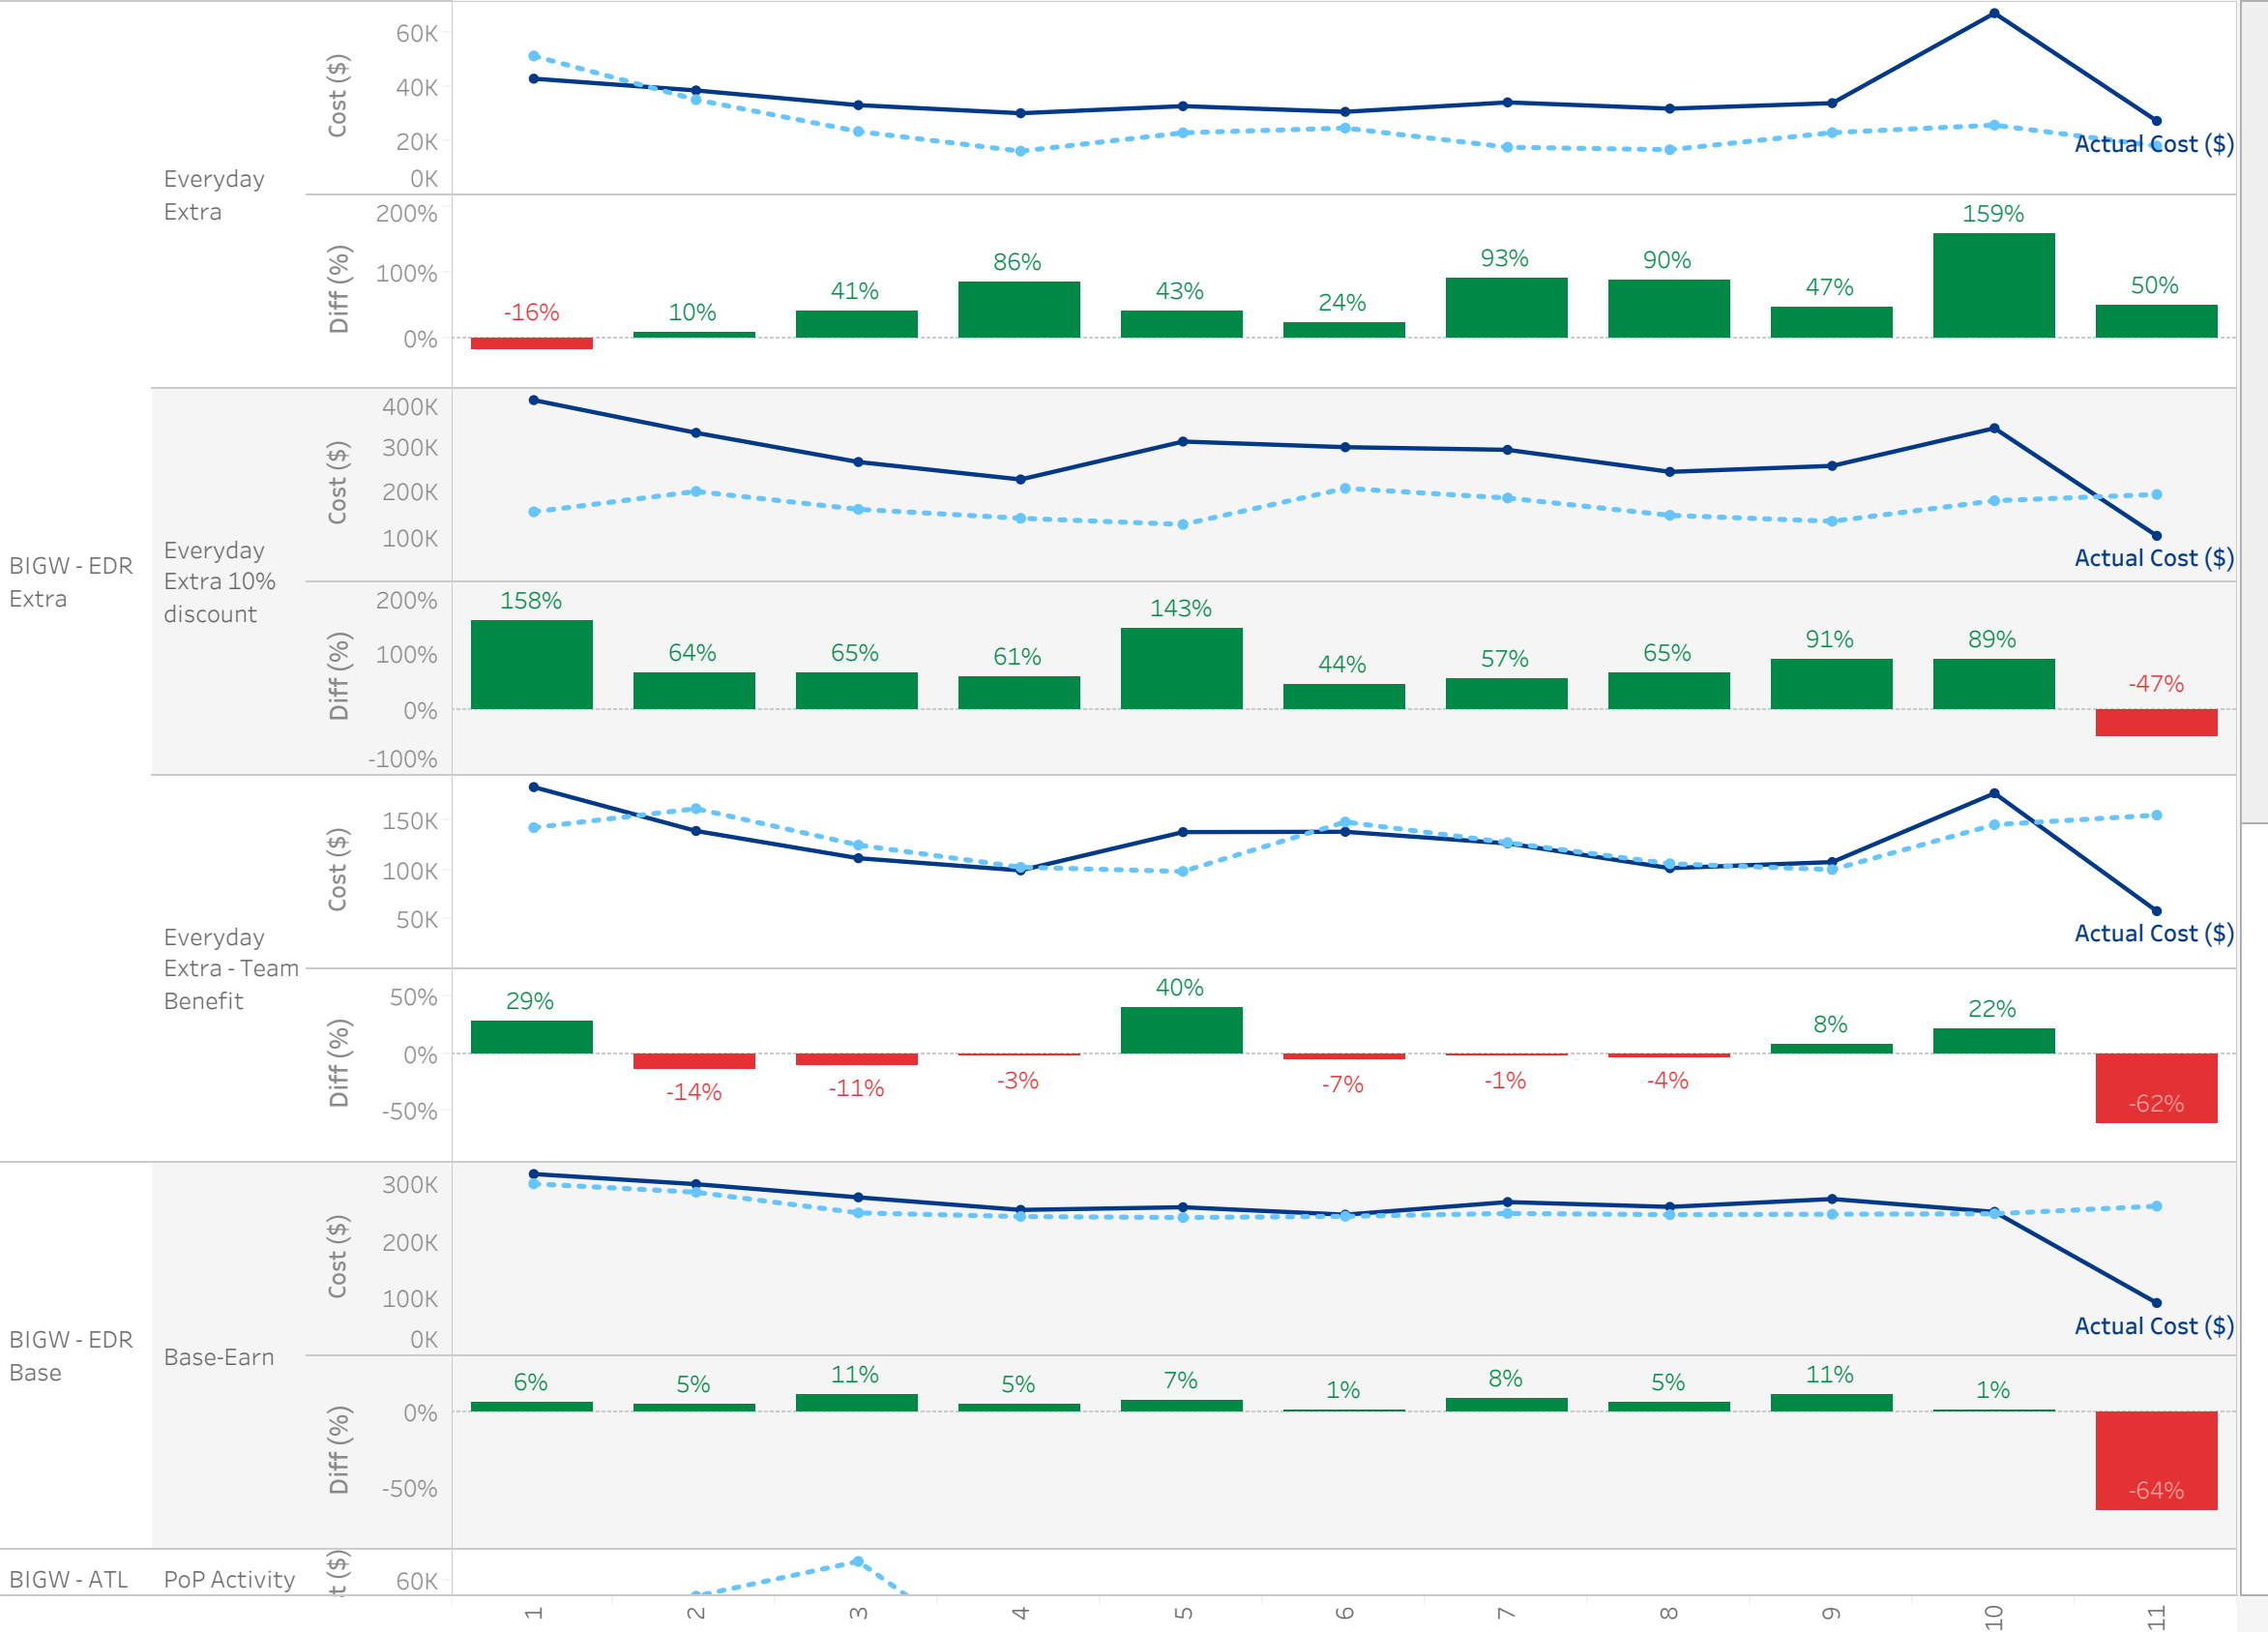 BIGW - EDR
Extra
Everyday
Extra
Cost ($)
60K
40K
20K
0K
Actual Cost ($)
Diff (%)
200%
100%
0%
-16%
10%
41%
86%
43%
24%
93%
90%
47%
159%
50%
Everyday
Extra 10%
discount
Cost ($)
400K
300K
200K
100K
Actual Cost ($)
Diff (%)
200%
100%
0%
-100%
158%
64%
65%
61%
143%
44%
57%
65%
91%
89%
-47%
Everyday
Extra - Team
Benefit
Cost ($)
150K
100K
50K
Actual Cost ($)
Diff (%)
50%
0%
-50%
29%
-14%
-11%
-3%
40%
-7%
-1%
-4%
8%
22%
-62%
BIGW - EDR
Base
Base-Earn
Cost ($)
300K
200K
100K
0K
Actual Cost ($)
Diff (%)
0%
-50%
6%
5%
11%
5%
7%
1%
8%
5%
11%
1%
-64%
BIGW - ATL
PoP Activity
($)
60K
1
2
3
4
5
6
7
8
9
10
11